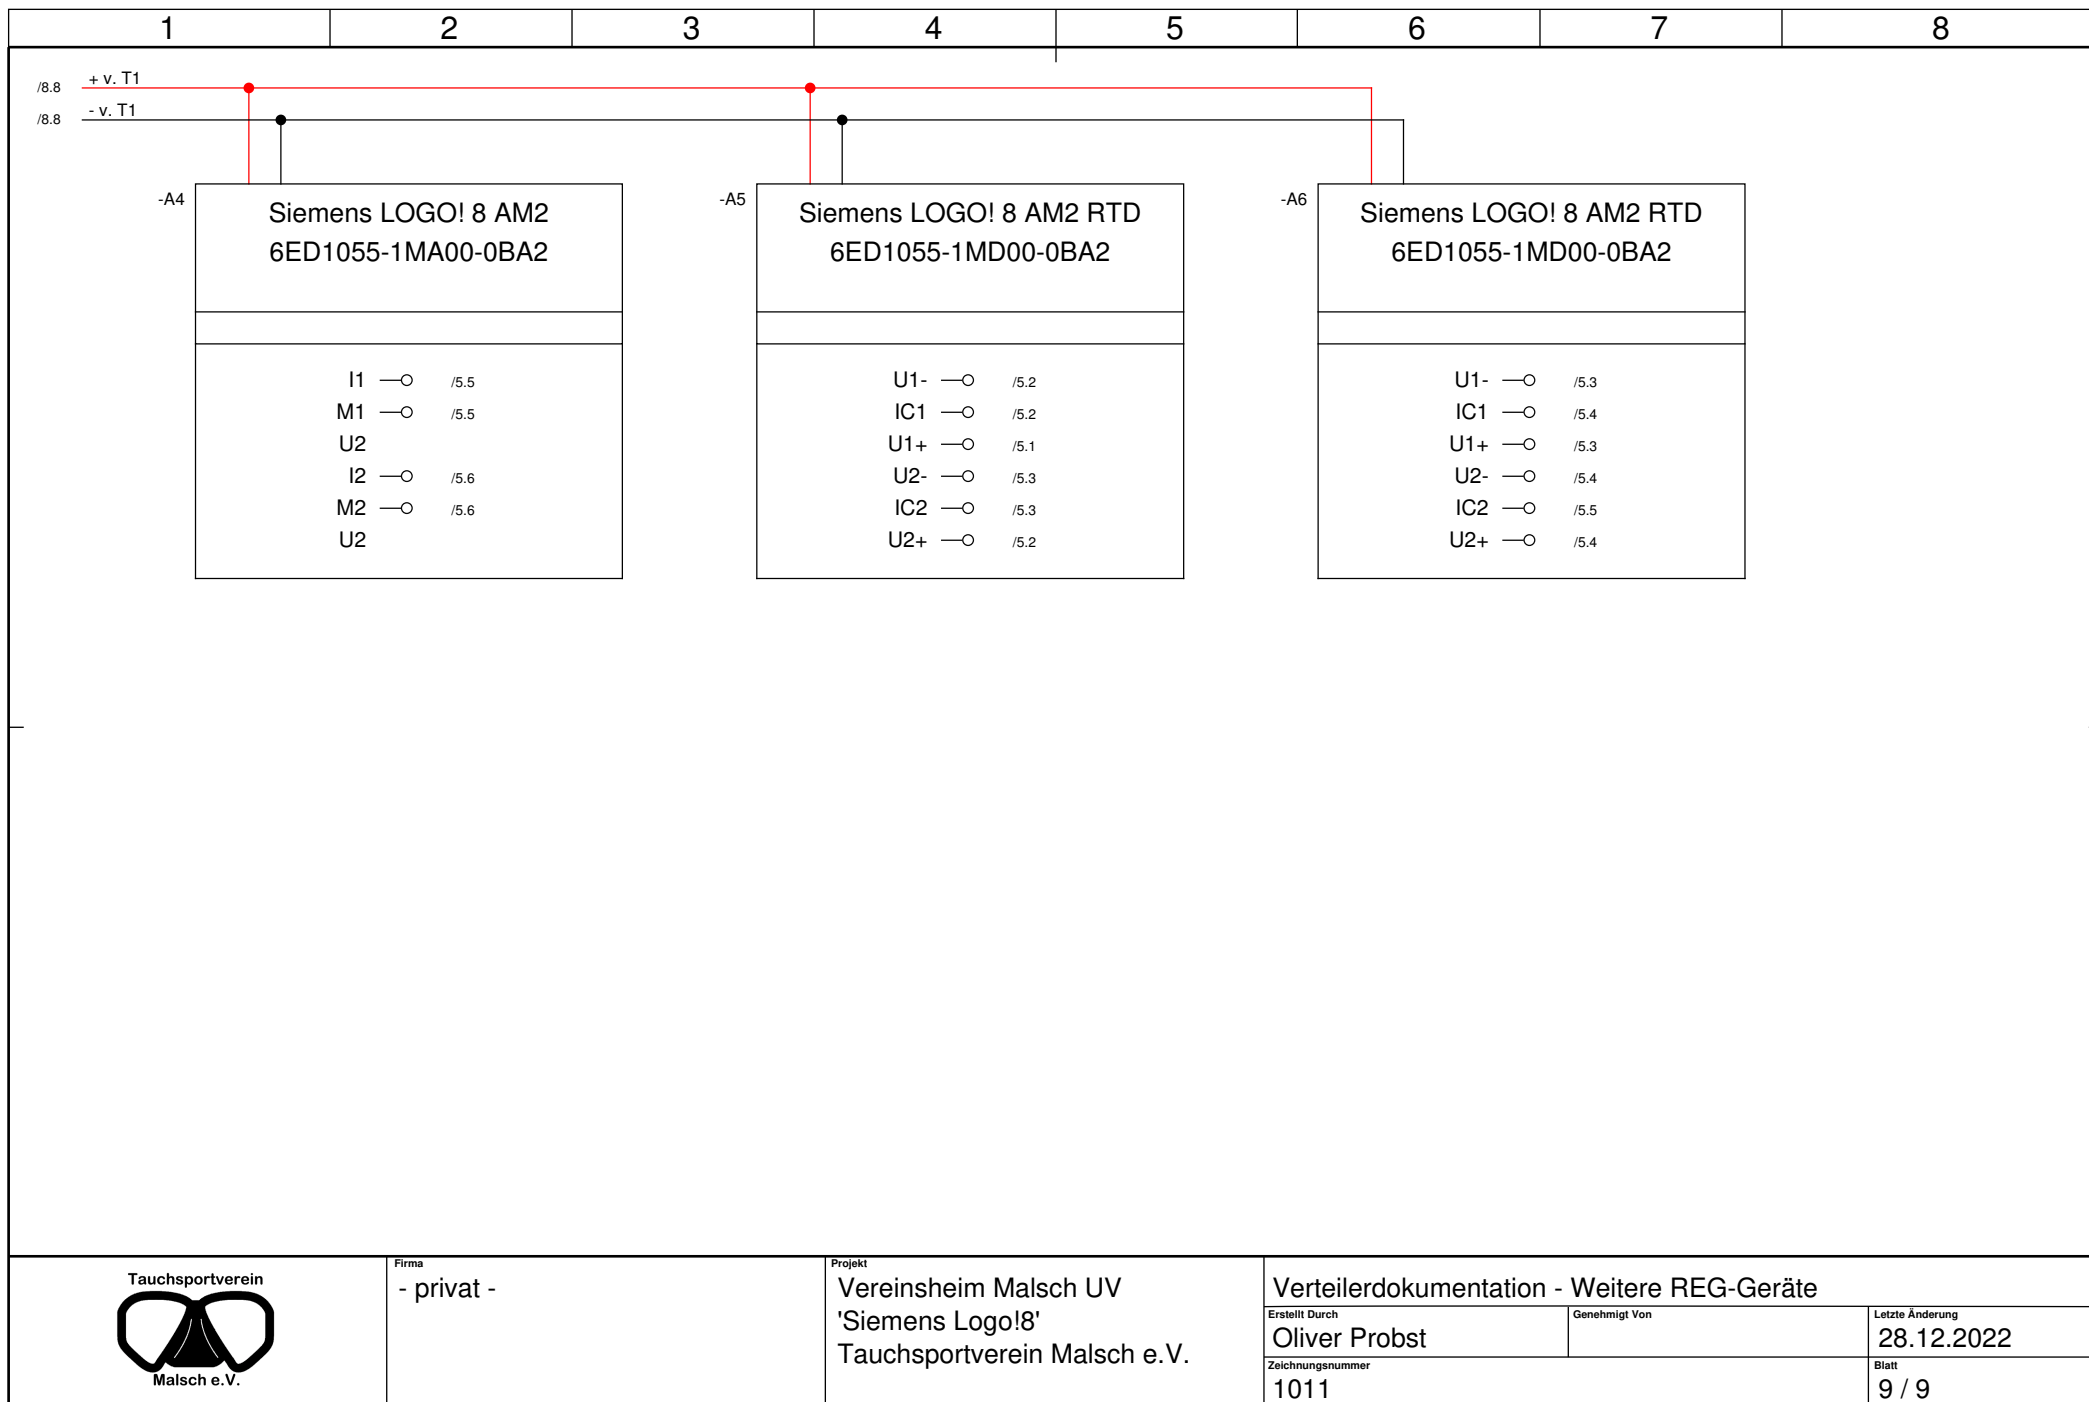 1 2 3 4 5 6 7 8
/8.8 + v. T1
/8.8 - v. T1
-A4
Siemens LOGO! 8 AM2
6ED1055-1MA00-0BA2
I1 /5.5
M1 /5.5
U2
I2 /5.6
M2 /5.6
U2
-A5
Siemens LOGO! 8 AM2 RTD
6ED1055-1MD00-0BA2
U1- /5.2
IC1 /5.2
U1+ /5.1
U2- /5.3
IC2 /5.3
U2+ /5.2
-A6
Siemens LOGO! 8 AM2 RTD
6ED1055-1MD00-0BA2
U1- /5.3
IC1 /5.4
U1+ /5.3
U2- /5.4
IC2 /5.5
U2+ /5.4
Tauchsportverein
Malsch e.V.
Firma
- privat -
Projekt
Vereinsheim Malsch UV
'Siemens Logo!8'
Tauchsportverein Malsch e.V.
Verteilerdokumentation - Weitere REG-Geräte
Erstellt Durch
Oliver Probst
Genehmigt Von
Letzte Änderung
28.12.2022
Zeichnungsnummer
1011
Blatt
9 / 9